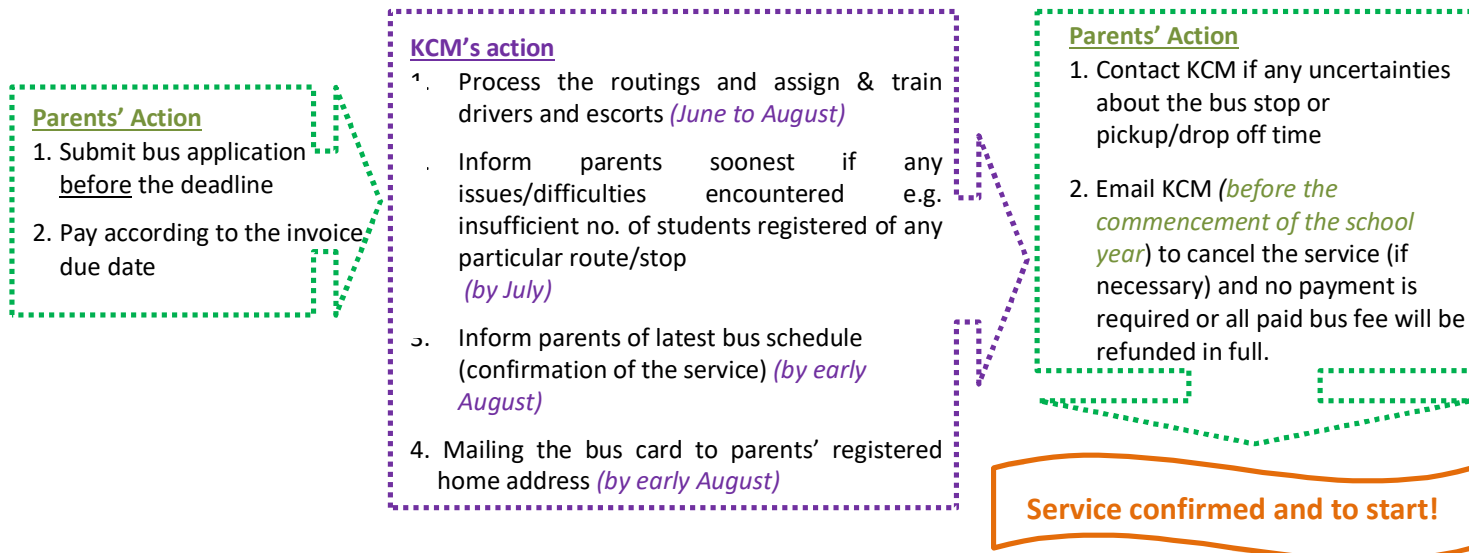 Parents' Action
1. Submit bus application
before the deadline
2. Pay according to the invoice
due date
KCM's action
Process the routings and assign & train
drivers and escorts (June to August)
Inform parents soonest if any
issues/difficulties encountered e.g.
insufficient no. of students registered of any
particular route/stop
(by July)
Inform parents of latest bus schedule
(confirmation of the service) (by early
August)
4. Mailing the bus card to parents' registered
home address (by early August)
Parents' Action
1. Contact KCM if any uncertainties
about the bus stop or
pickup/drop off time
2. Email KCM (before the
commencement of the school
year) to cancel the service (if
necessary) and no payment is
required or all paid bus fee will be
refunded in full.
Service confirmed and to start!